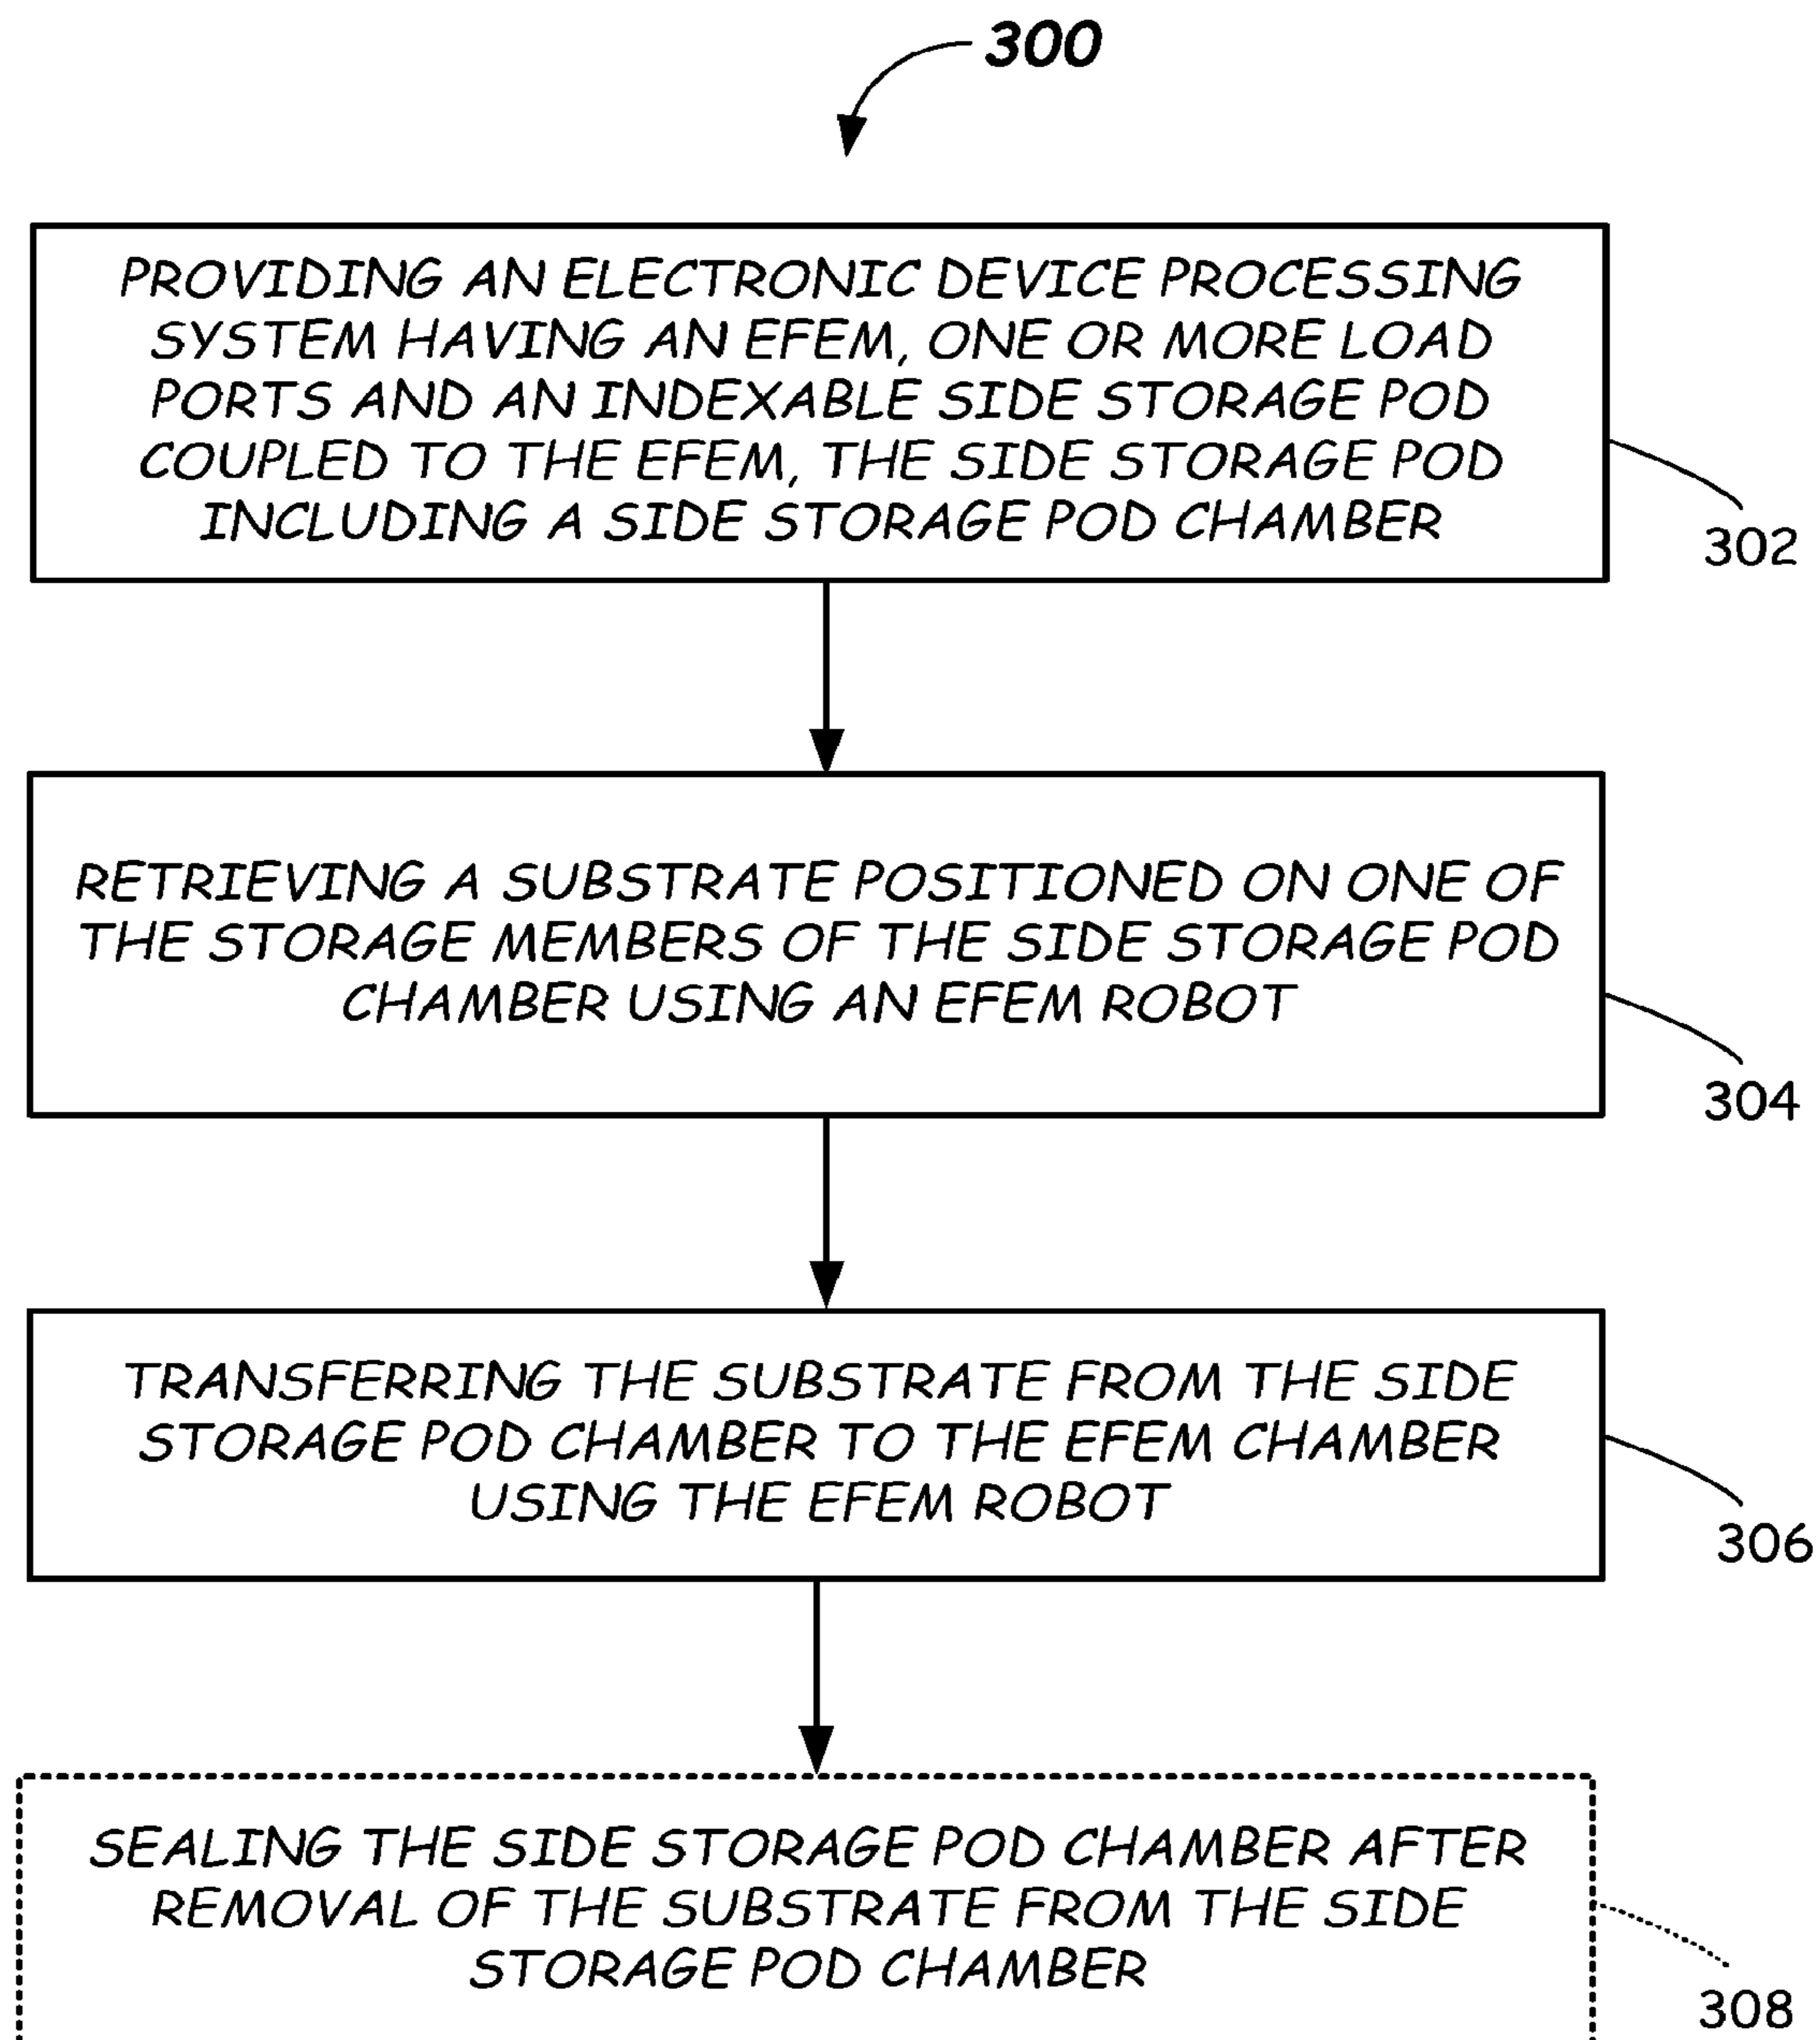 300
PROVIDING AN ELECTRONIC DEVICE PROCESSING
SYSTEM HAVING AN EFEM, ONE OR MORE LOAD
PORTS AND AN INDEXABLE SIDE STORAGE POD
COUPLED TO THE EFEM, THE SIDE STORAGE POD
INCLUDING A SIDE STORAGE POD CHAMBER
302
RETRIEVING A SUBSTRATE POSITIONED ON ONE OF
THE STORAGE MEMBERS OF THE SIDE STORAGE POD
CHAMBER USING AN EFEM ROBOT
304
TRANSFERRING THE SUBSTRATE FROM THE SIDE
STORAGE POD CHAMBER TO THE EFEM CHAMBER
USING THE EFEM ROBOT
306
SEALING THE SIDE STORAGE POD CHAMBER AFTER
REMOVAL OF THE SUBSTRATE FROM THE SIDE
STORAGE POD CHAMBER
308